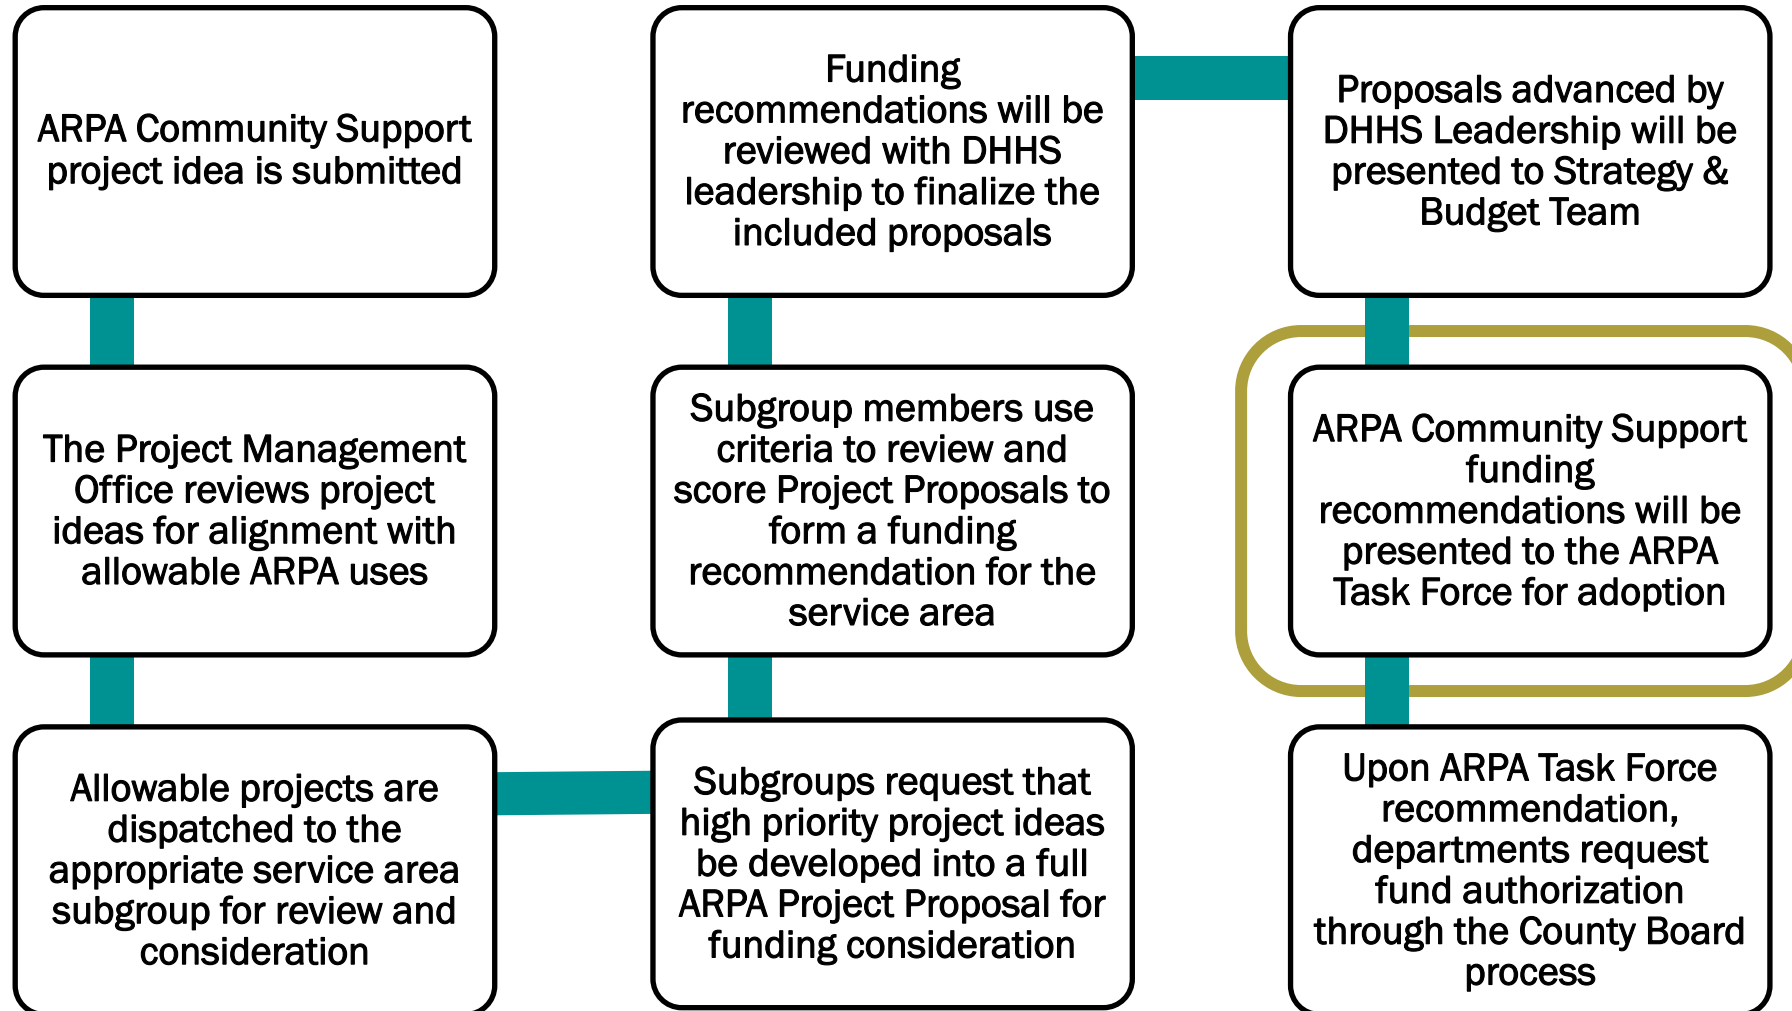 ARPA Community Support
project idea is submitted
The Project Management
Office reviews project
ideas for alignment with
allowable ARPA uses
Allowable projects are
dispatched to the
appropriate service area
subgroup for review and
consideration
Subgroups request that
high priority project ideas
be developed into a full
ARPA Project Proposal for
funding consideration
Subgroup members use
criteria to review and
score Project Proposals to
form a funding
recommendation for the
service area
Funding
recommendations will be
reviewed with DHHS
leadership to finalize the
included proposals
Proposals advanced by
DHHS Leadership will be
presented to Strategy &
Budget Team
ARPA Community Support
funding
recommendations will be
presented to the ARPA
Task Force for adoption
Upon ARPA Task Force
recommendation,
departments request
fund authorization
through the County Board
process